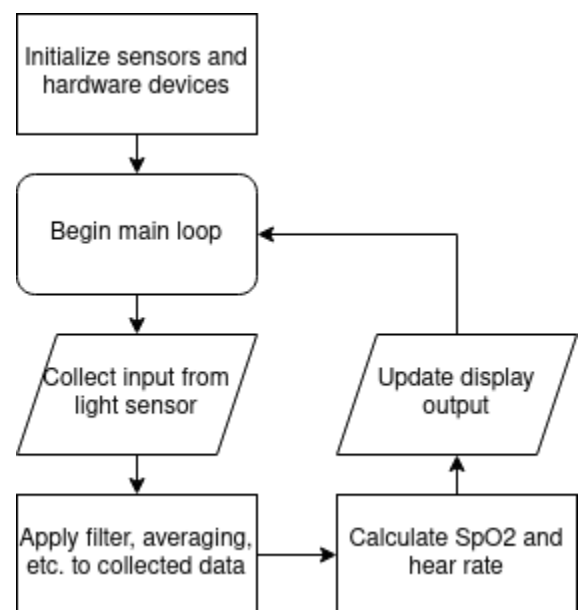 Initialize sensors and
hardware devices
Begin main loop
Collect input from
light sensor
Apply filter, averaging,
etc. to collected data
Calculate SpO2 and
hear rate
Update display
output